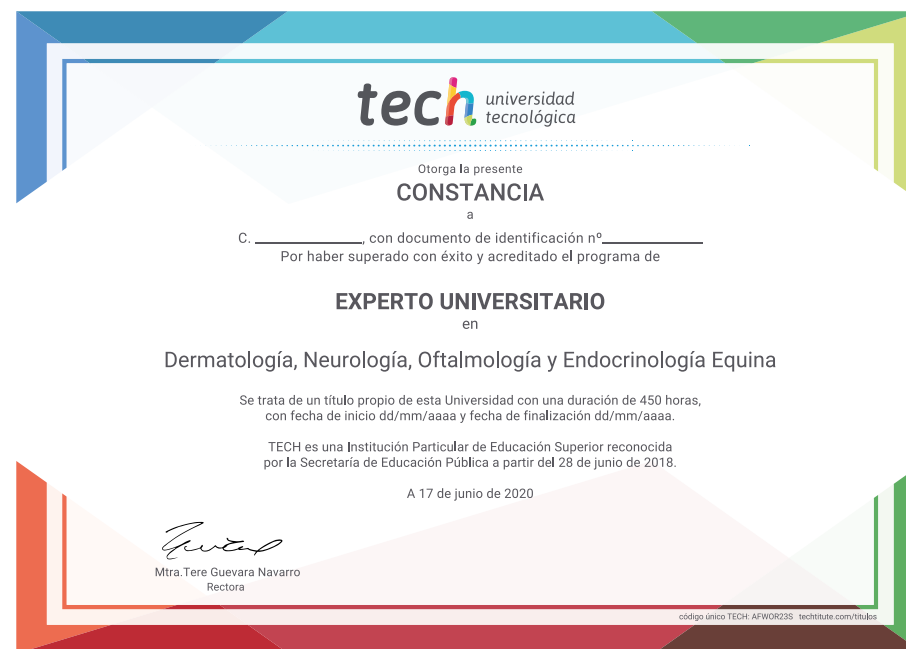 tech universidad
tecnológica
Otorga la presente
CONSTANCIA
a
C. ____________, con documento de identificación nº____________
Por haber superado con éxito y acreditado el programa de
EXPERTO UNIVERSITARIO
en
Dermatología, Neurología, Oftalmología y Endocrinología Equina
Se trata de un título propio de esta Universidad con una duración de 450 horas,
con fecha de inicio dd/mm/aaaa y fecha de finalización dd/mm/aaaa.
TECH es una Institución Particular de Educación Superior reconocida
por la Secretaría de Educación Pública a partir del 28 de junio de 2018.
A 17 de junio de 2020
Mtra.Tere Guevara Navarro
Rectora
código único TECH: AFWOR23S techtitute.com/titulos